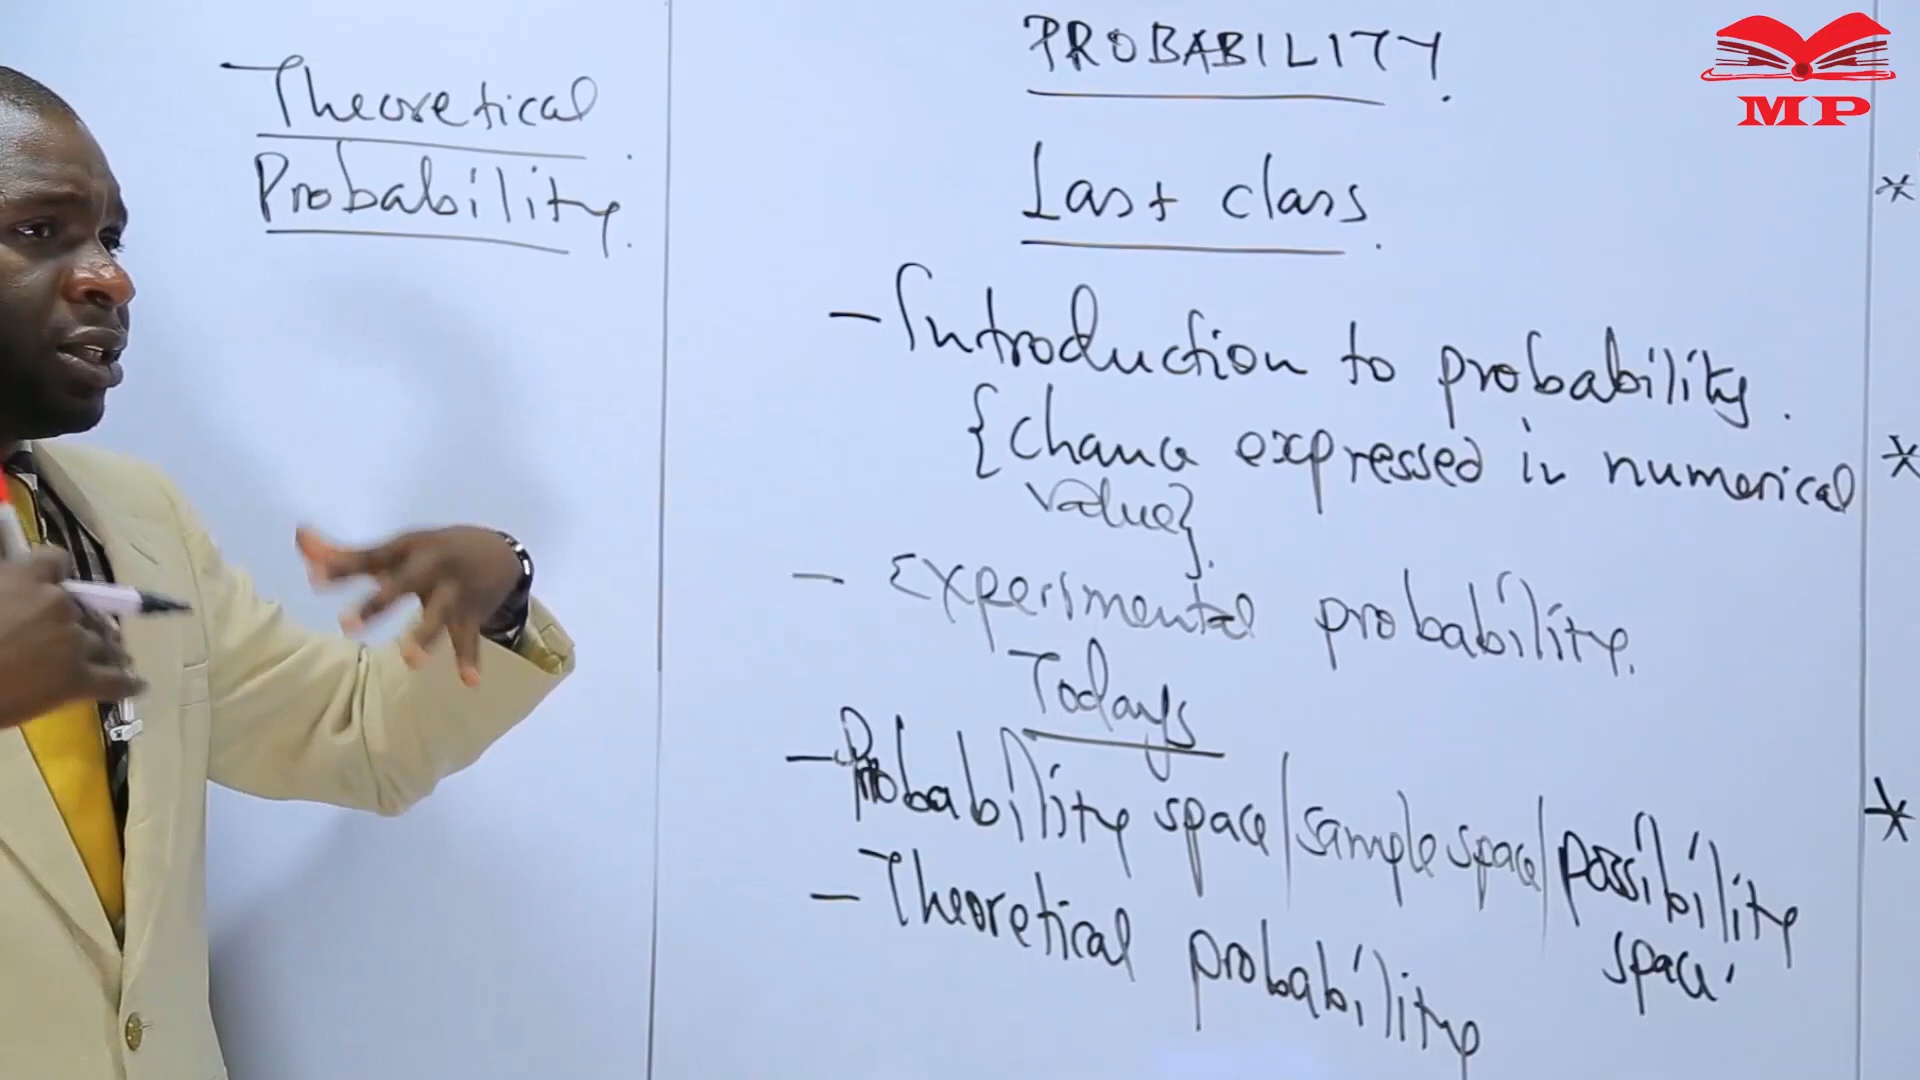 Theoretical
Probability.
PROBABILITY.
Last class.
- Introduction to probability.
{chance expressed in numerical
value}.
- Experimental probability.
Todays
- Probability space/sample space/possibility
space.
- Theoretical probability
MP
*
*
*